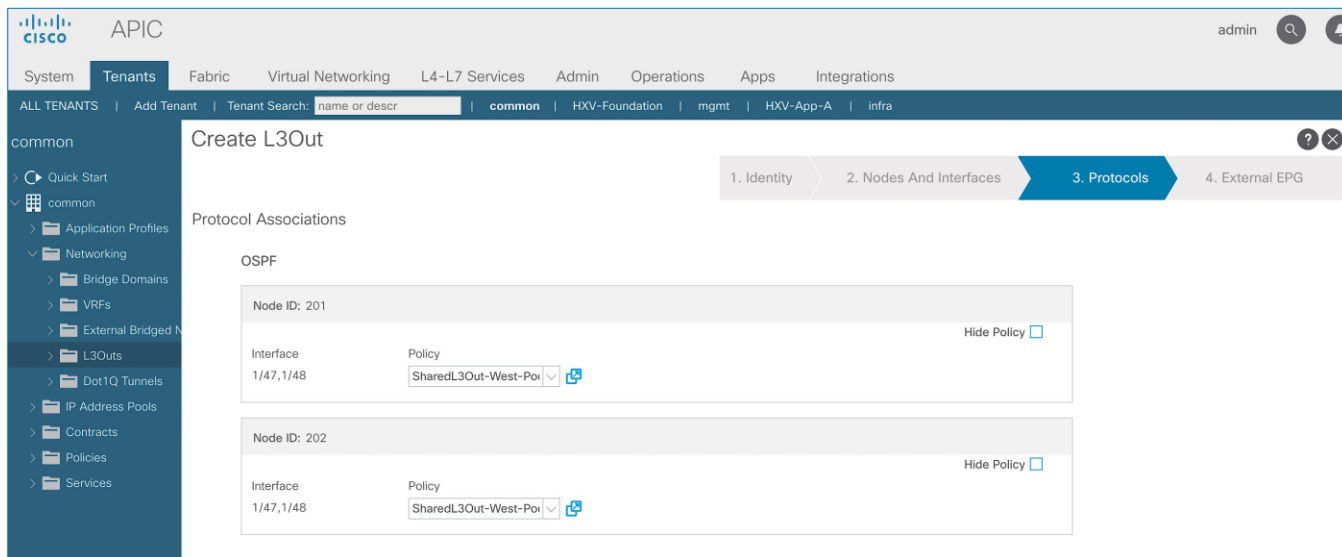 CISCO
APIC
admin
System Tenants Fabric Virtual Networking L4-L7 Services Admin Operations Apps Integrations
ALL TENANTS | Add Tenant | Tenant Search: name or descr | common | HXV-Foundation | mgmt | HXV-App-A | infra
common
Quick Start
common
Application Profiles
Networking
Bridge Domains
VRFs
External Bridged N
L3Outs
Dot1Q Tunnels
IP Address Pools
Contracts
Policies
Services
Create L3Out
?
1. Identity 2. Nodes And Interfaces 3. Protocols 4. External EPG
Protocol Associations
OSPF
Node ID: 201
Hide Policy
Interface Policy
1/47,1/48 SharedL3Out-West-Po
Node ID: 202
Hide Policy
Interface Policy
1/47,1/48 SharedL3Out-West-Po